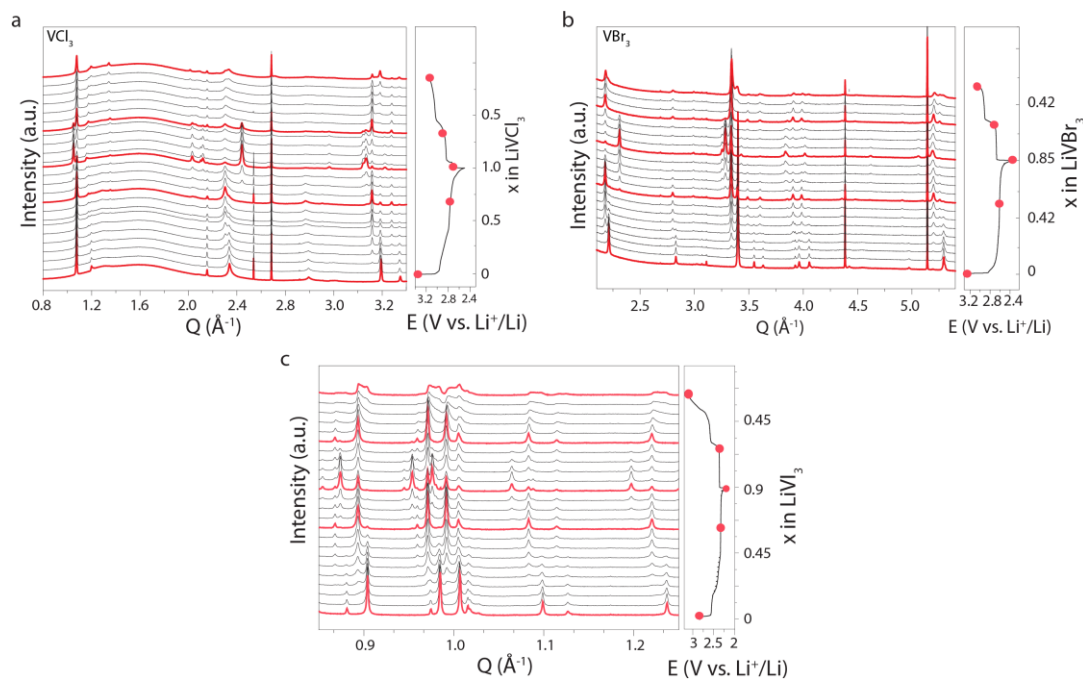 a
VCl₃
Intensity (a.u.)
0.8 1.2 1.6 2.0 2.4 2.8 3.2
Q (Å⁻¹)
3.2 2.8 2.4
E (V vs. Li⁺/Li)
0.5
1.0
0.5
0
x in LiVCl₃
b
VBr₃
Intensity (a.u.)
2.5 3.0 3.5 4.0 4.5 5.0
Q (Å⁻¹)
3.2 2.8 2.4
E (V vs. Li⁺/Li)
0.42
0.85
0.42
0
x in LiVBr₃
c
Intensity (a.u.)
0.9 1.0 1.1 1.2
Q (Å⁻¹)
3 2.5 2
E (V vs. Li⁺/Li)
0.45
0.9
0.45
0
x in LiVI₃